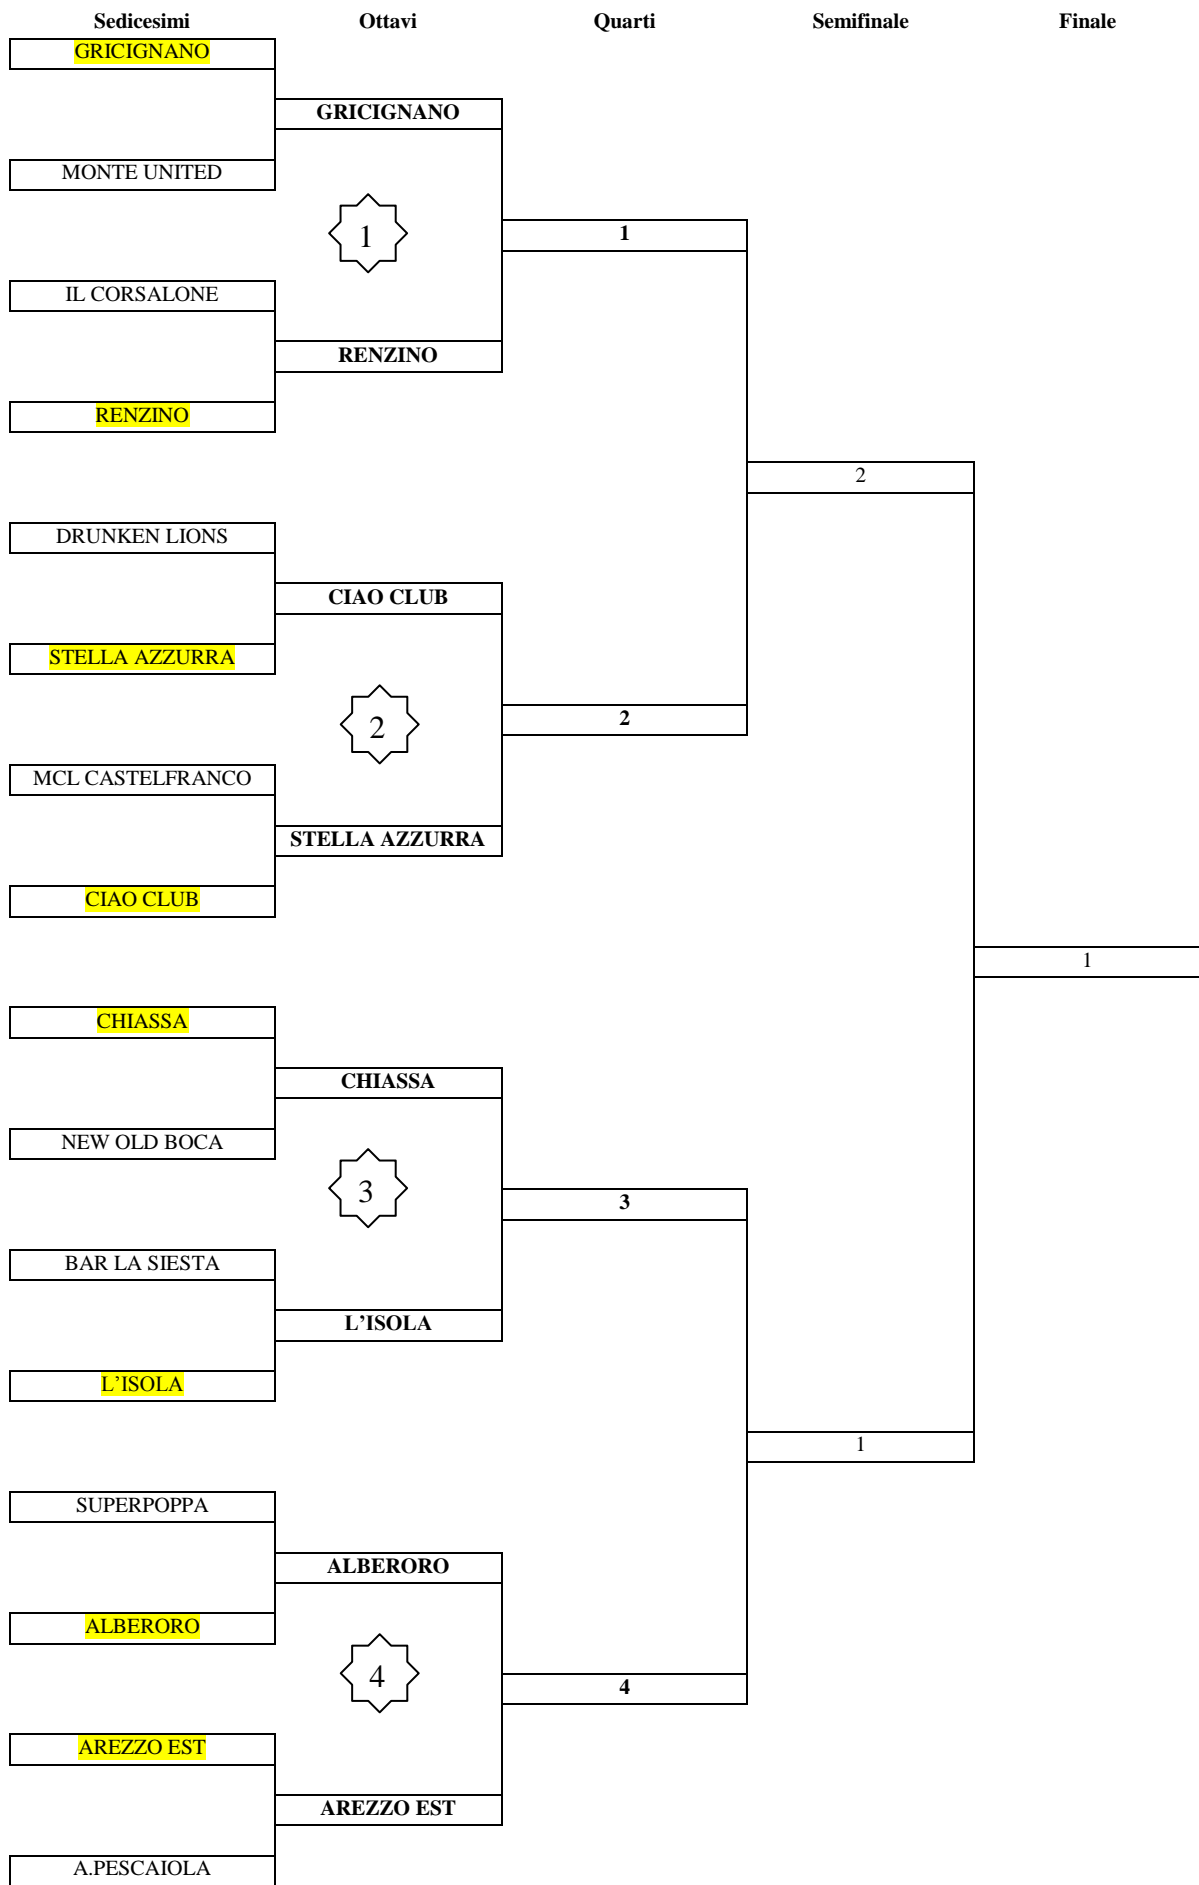 Sedicesimi Ottavi Quarti Semifinale Finale
GRICIGNANO
GRICIGNANO
MONTE UNITED
1
1
IL CORSALONE
RENZINO
RENZINO
2
DRUNKEN LIONS
CIAO CLUB
STELLA AZZURRA
2
2
MCL CASTELFRANCO
STELLA AZZURRA
CIAO CLUB
1
CHIASSA
CHIASSA
NEW OLD BOCA
3
3
BAR LA SIESTA
L’ISOLA
L’ISOLA
1
SUPERPOPPA
ALBERORO
ALBERORO
4
4
AREZZO EST
AREZZO EST
A.PESCAIOLA